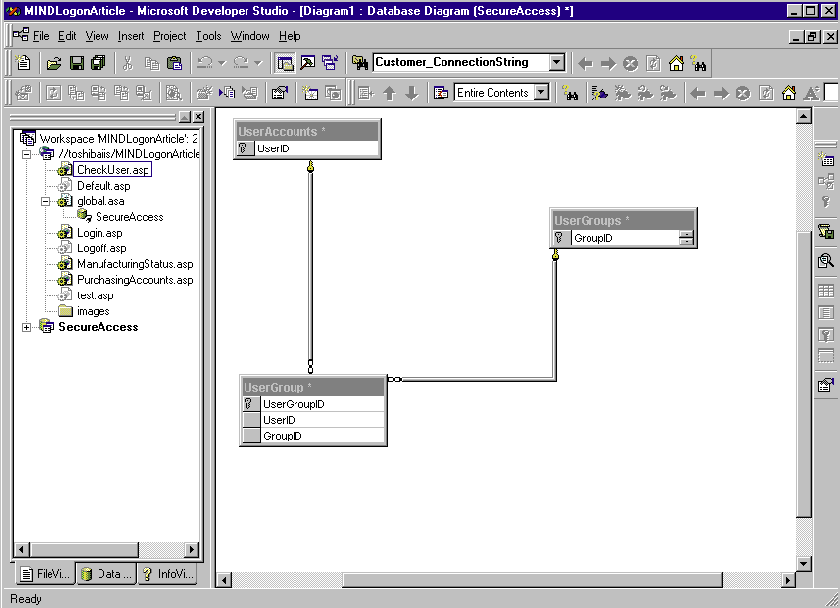 MINDLogonArticle - Microsoft Developer Studio - [Diagram1 : Database Diagram (SecureAccess) *]
File Edit View Insert Project Tools Window Help
Customer_ConnectionString
Entire Contents
Workspace 'MINDLogonArticle': 2
//toshibaiis/MINDLogonArticle
CheckUser.asp
Default.asp
global.asa
SecureAccess
Login.asp
Logoff.asp
ManufacturingStatus.asp
PurchasingAccounts.asp
test.asp
images
SecureAccess
UserAccounts *
UserID
UserGroups *
GroupID
UserGroup *
UserGroupID
UserID
GroupID
FileVi... Data ... InfoVi...
Ready